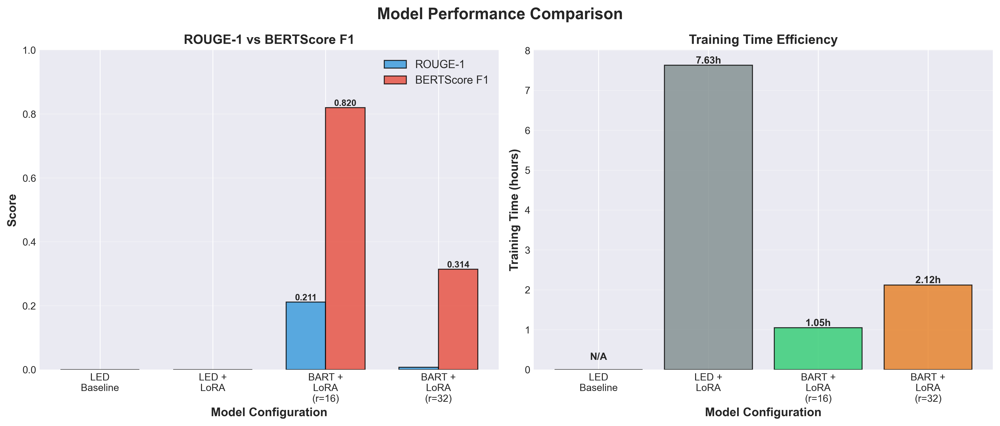 Model Performance Comparison
ROUGE-1 vs BERTScore F1
1.0
0.8
0.6
0.4
0.2
0.0
Score
ROUGE-1
BERTScore F1
0.820
0.314
0.211
LED
Baseline
LED +
LoRA
BART +
LoRA
(r=16)
BART +
LoRA
(r=32)
Model Configuration
Training Time Efficiency
8
7
6
5
4
3
2
1
0
Training Time (hours)
N/A
7.63h
1.05h
2.12h
LED
Baseline
LED +
LoRA
BART +
LoRA
(r=16)
BART +
LoRA
(r=32)
Model Configuration